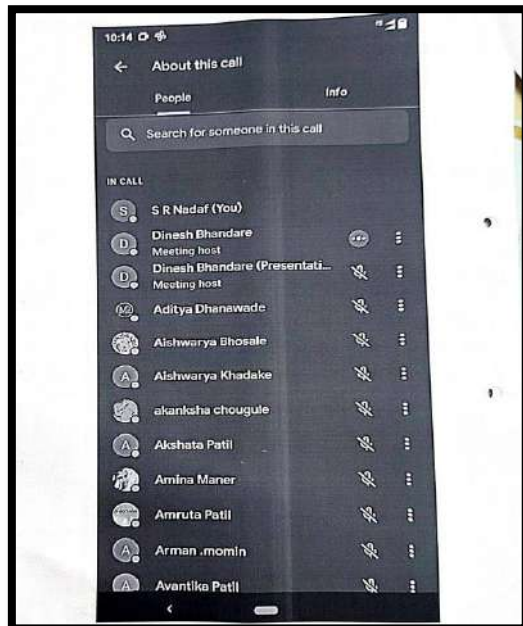 10:14
About this call
People
Info
Search for someone in this call
IN CALL
S
S R Nadaf (You)
D
Dinesh Bhandare
Meeting host
D
Dinesh Bhandare (Presentati...
Meeting host
Aditya Dhanawade
Aishwarya Bhosale
A
Aishwarya Khadake
akanksha chougule
A
Akshata Patil
Amina Maner
Amruta Patil
A
Arman .momin
A
Avantika Patil